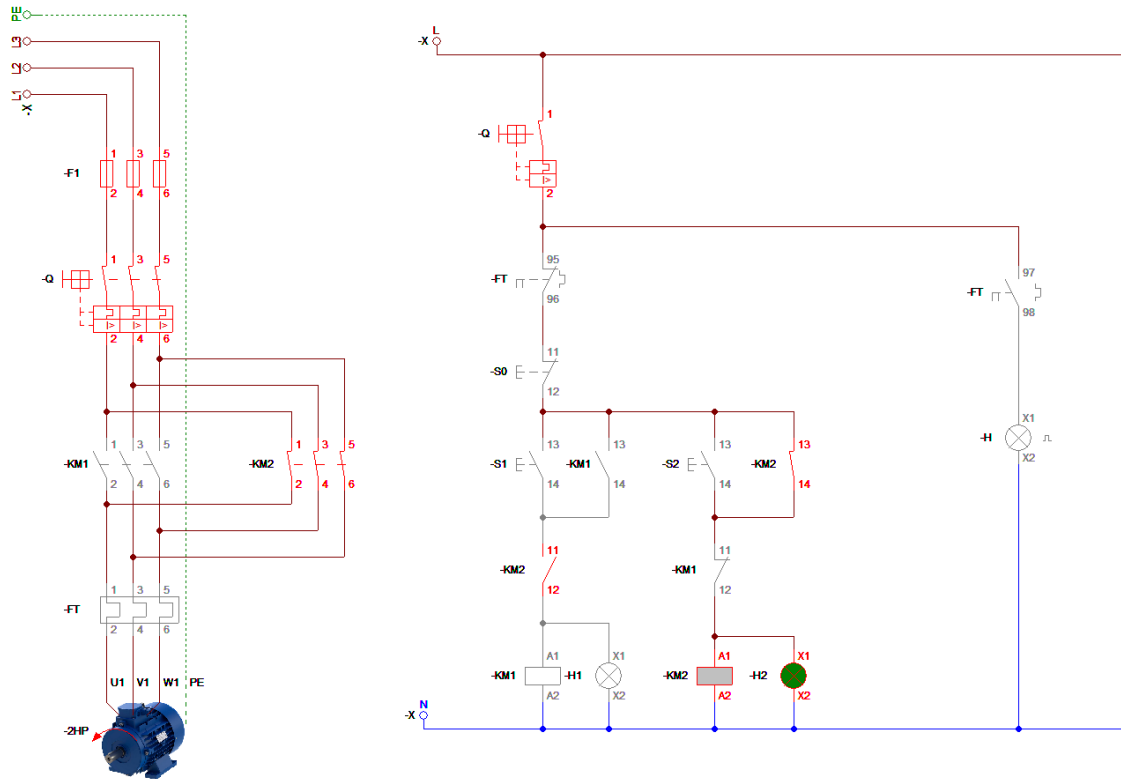 PE
L3
L2
L1
-X
-F1
1 3 5
2 4 6
-Q
1 3 5
I> I> I>
2 4 6
-KM1
1 3 5
2 4 6
-KM2
1 3 5
2 4 6
-FT
1 3 5
2 4 6
U1 V1 W1 PE
-2HP
-X L
-Q
1
I>
2
-FT
95
96
-FT
97
98
-S0
11
12
-S1
13
14
-KM1
13
14
-S2
13
14
-KM2
13
14
-H
X1
X2
-KM2
11
12
-KM1
11
12
-KM1
A1
A2
-H1
X1
X2
-KM2
A1
A2
-H2
X1
X2
-X N